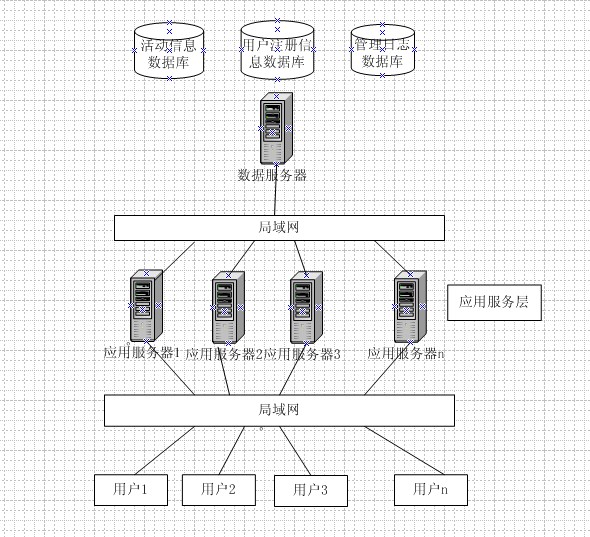 活动信息
数据库
用户注册信
息数据库
管理日志
数据库
数据服务器
局域网
应用服务器1
应用服务器2
应用服务器3
应用服务器n
应用服务层
局域网
用户1
用户2
用户3
用户n